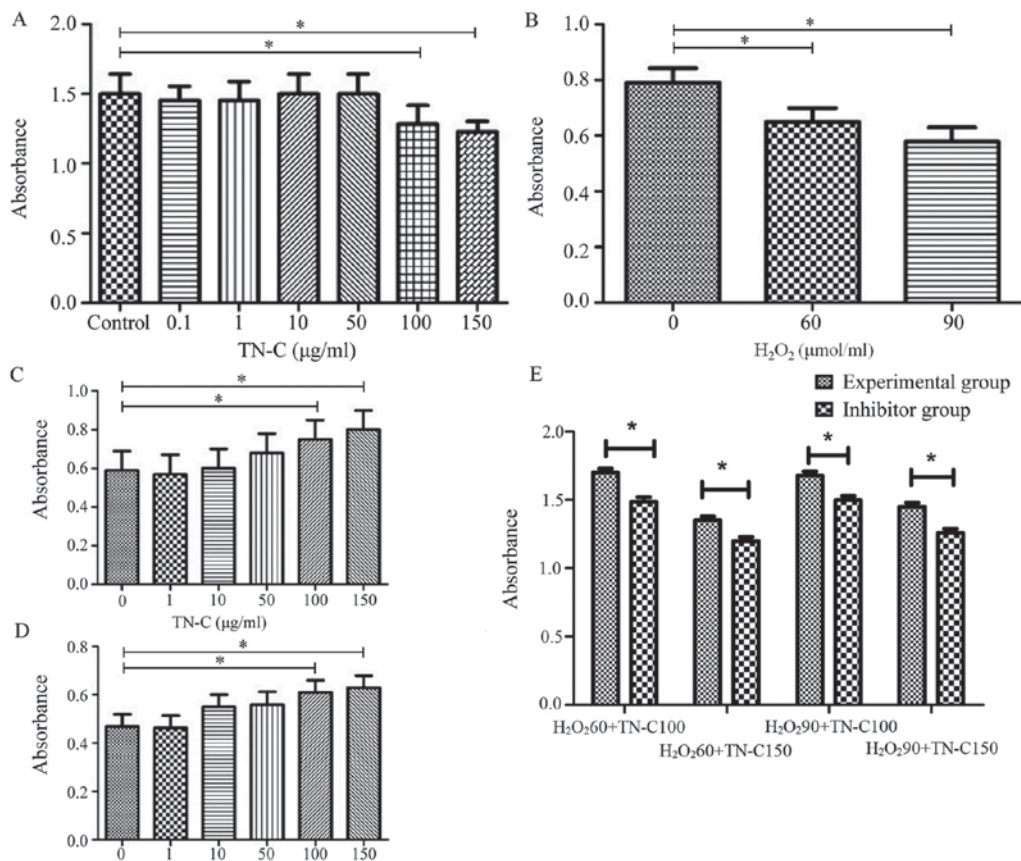 A
*
*
2.0
1.5
1.0
0.5
0.0
Absorbance
Control 0.1 1 10 50 100 150
TN-C (μg/ml)
B
*
*
1.0
0.8
0.6
0.4
0.2
0.0
Absorbance
0 60 90
H₂O₂ (μmol/ml)
C
*
*
1.0
0.8
0.6
0.4
0.2
0.0
Absorbance
0 1 10 50 100 150
TN-C (μg/ml)
D
*
*
0.8
0.6
0.4
0.2
0.0
Absorbance
0 1 10 50 100 150
E
Experimental group
Inhibitor group
* * * *
2.0
1.5
1.0
0.5
0.0
Absorbance
H₂O₂60+TN-C100
H₂O₂60+TN-C150
H₂O₂90+TN-C100
H₂O₂90+TN-C150